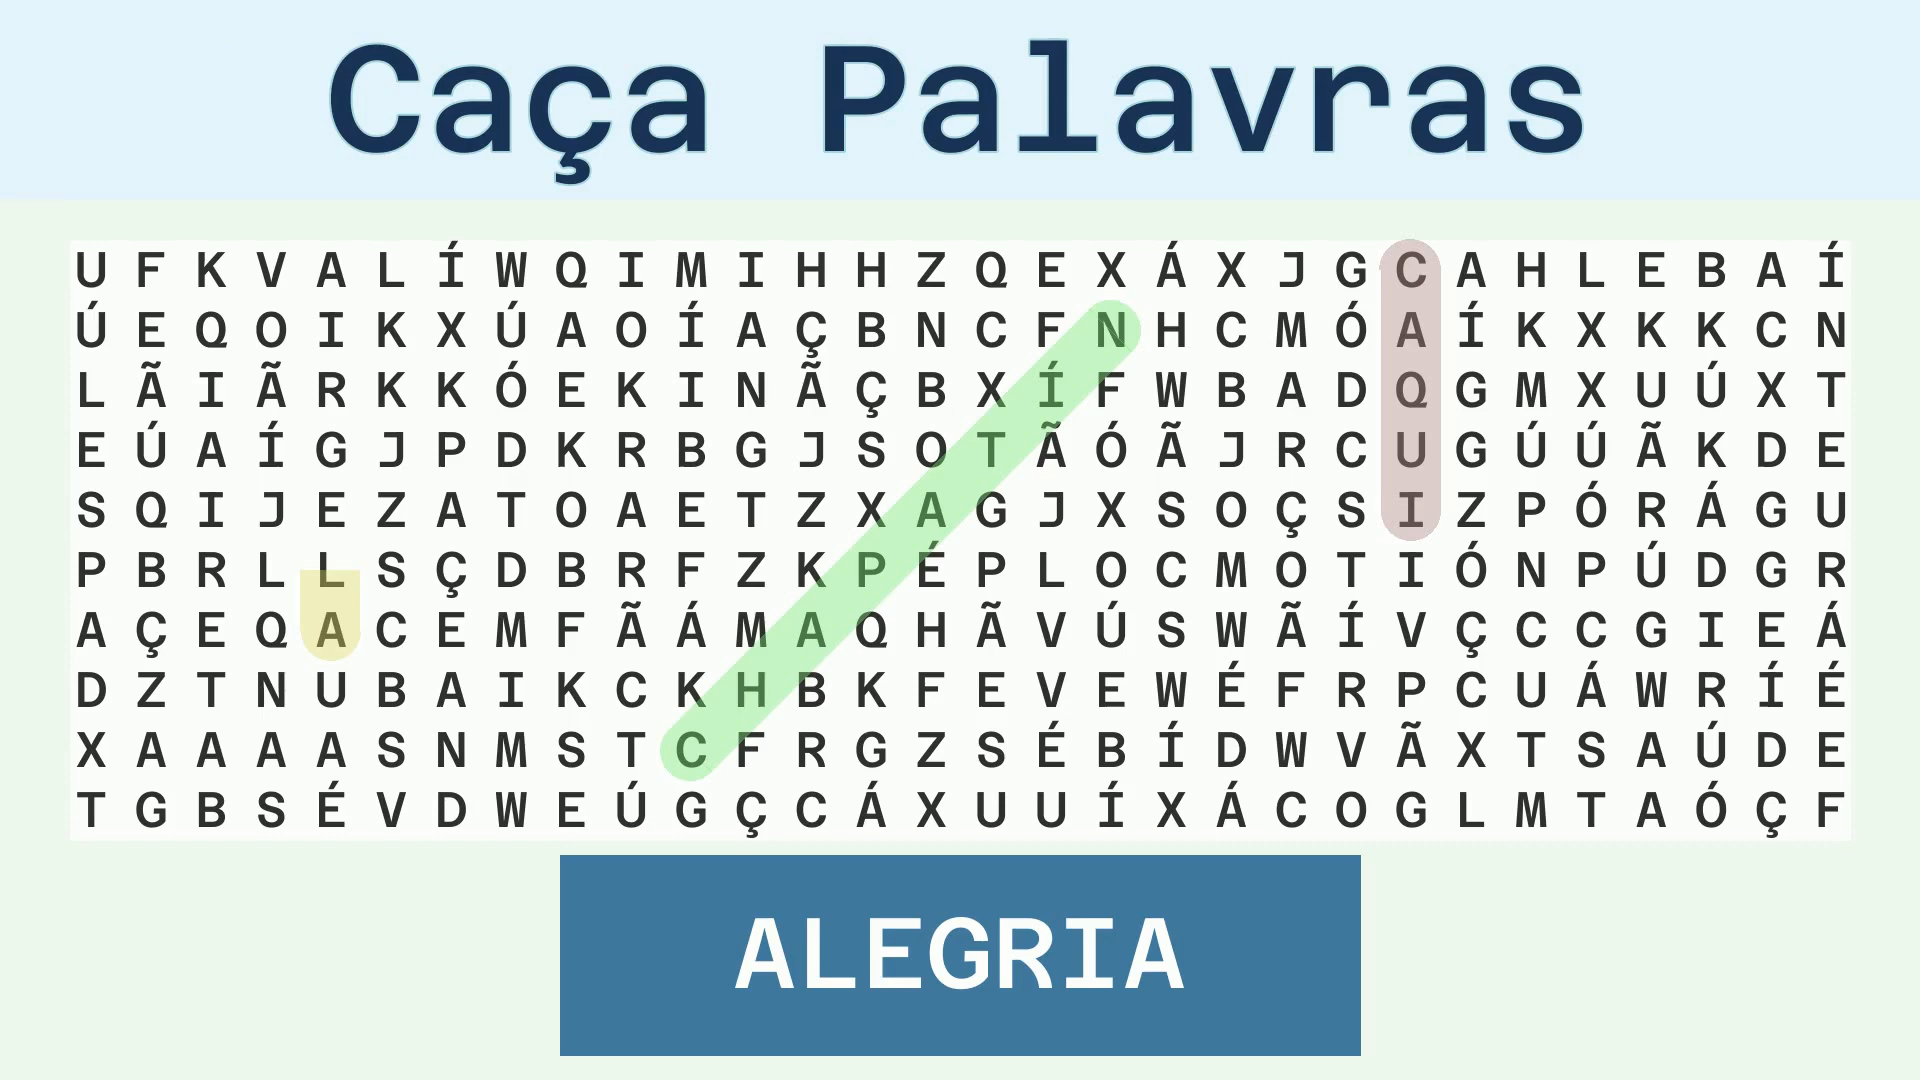 Caça Palavras
U F K V A L Í W Q I M I H H Z Q E X Á X J G C A H L E B A Í
Ú E Q O I K X Ú A O Í A Ç B N C F N H C M Ó A Í K X K K C N
L Ã I Ã R K K Ó E K I N Ã Ç B X Í F W B A D Q G M X U Ú X T
E Ú A Í G J P D K R B G J S O T Ã Ó Ã J R C U G Ú Ú Ã K D E
S Q I J E Z A T O A E T Z X A G J X S O Ç S I Z P Ó R Á G U
P B R L L S Ç D B R F Z K P É P L O C M O T I Ó N P Ú D G R
A Ç E Q A C E M F Ã Á M A Q H Ã V Ú S W Ã Í V Ç C C G I E Á
D Z T N U B A I K C K H B K F E V E W É F R P C U Á W R Í É
X A A A A S N M S T C F R G Z S É B Í D W V Ã X T S A Ú D E
T G B S É V D W E Ú G Ç C Á X U U Í X Á C O G L M T A Ó Ç F
ALEGRIA